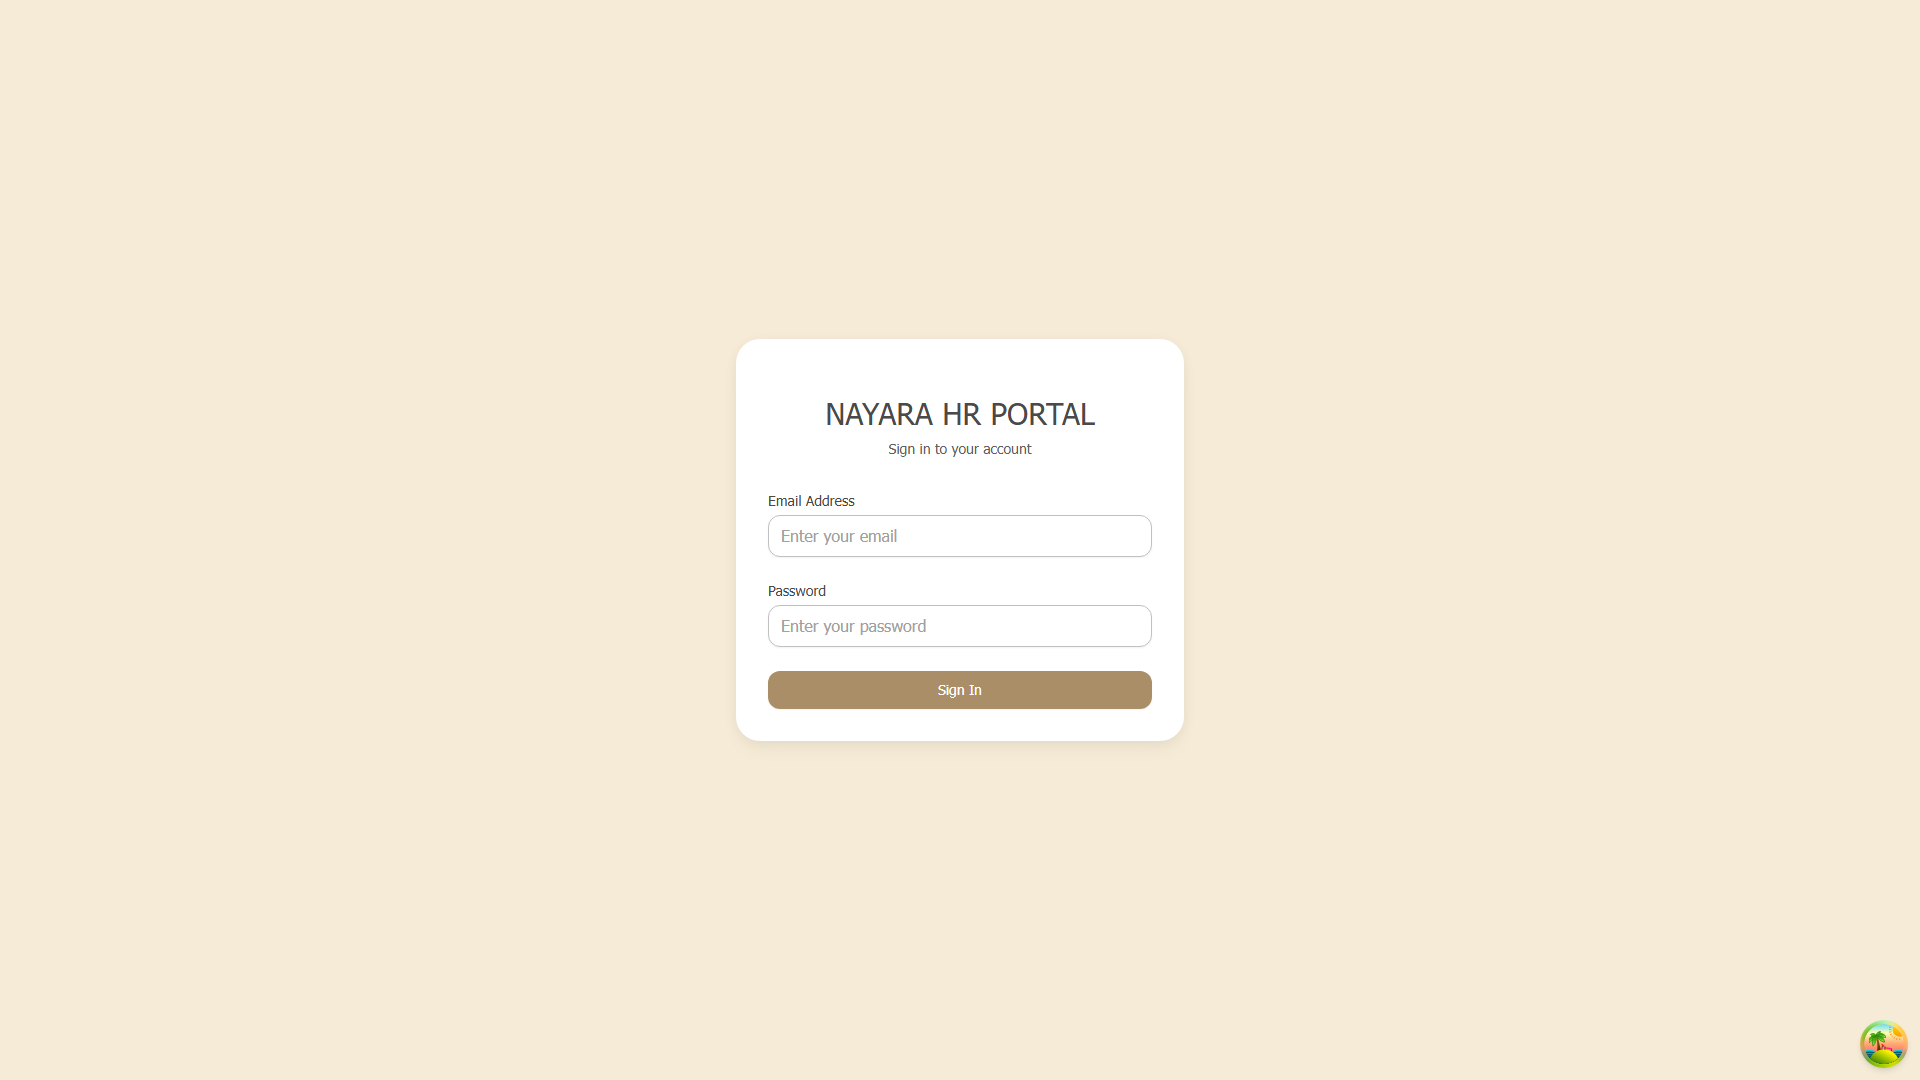 NAYARA HR PORTAL
Sign in to your account
Email Address
Enter your email
Password
Enter your password
Sign In